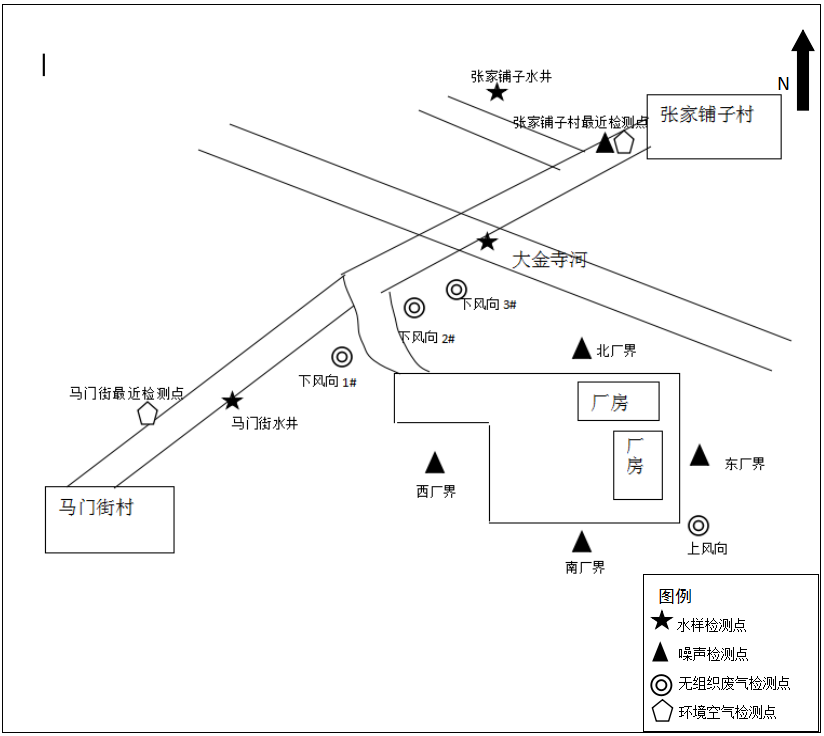 张家铺子水井
N
张家铺子村
张家铺子村最近检测点
大金寺河
下风向 3#
下风向 2#
北厂界
下风向 1#
马门街最近检测点
厂房
马门街水井
厂
房
东厂界
西厂界
马门街村
上风向
南厂界
图例
水样检测点
噪声检测点
无组织废气检测点
环境空气检测点